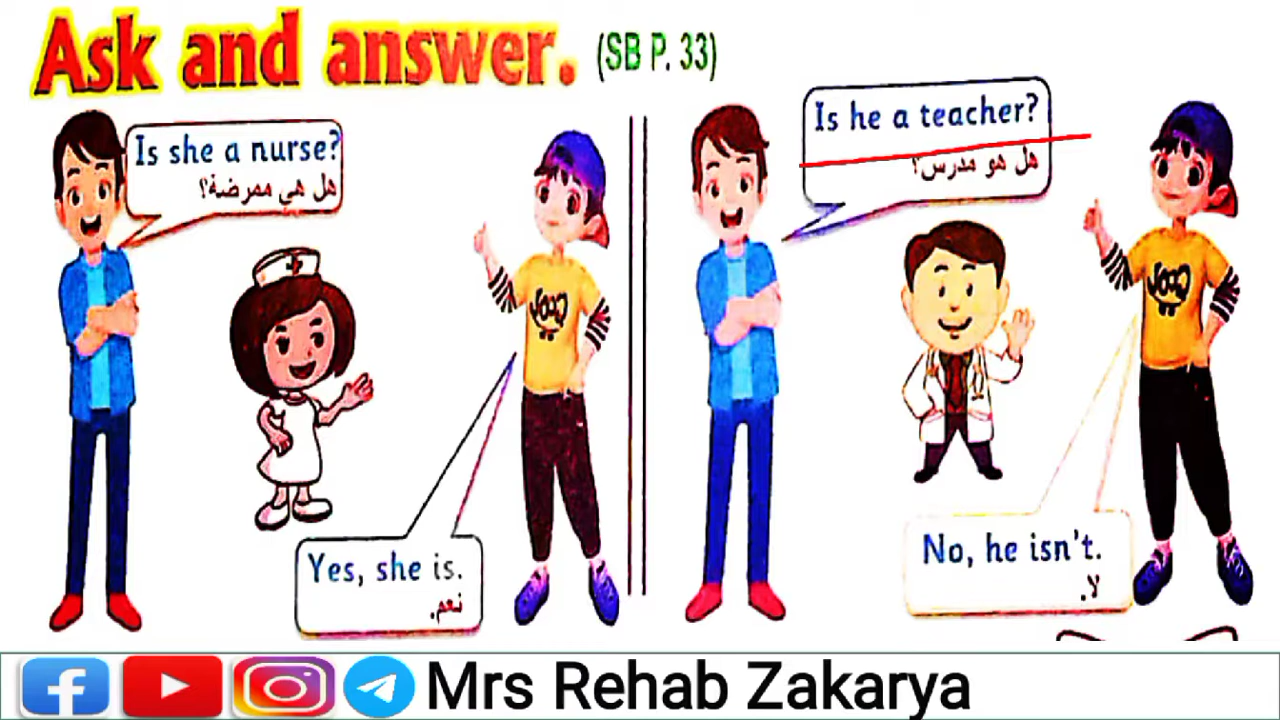 Ask and answer. (SB P. 33)
Is she a nurse?
هل هي ممرضة؟
Yes, she is.
نعم.
Is he a teacher?
هل هو مدرس؟
No, he isn't.
لا.
Mrs Rehab Zakarya